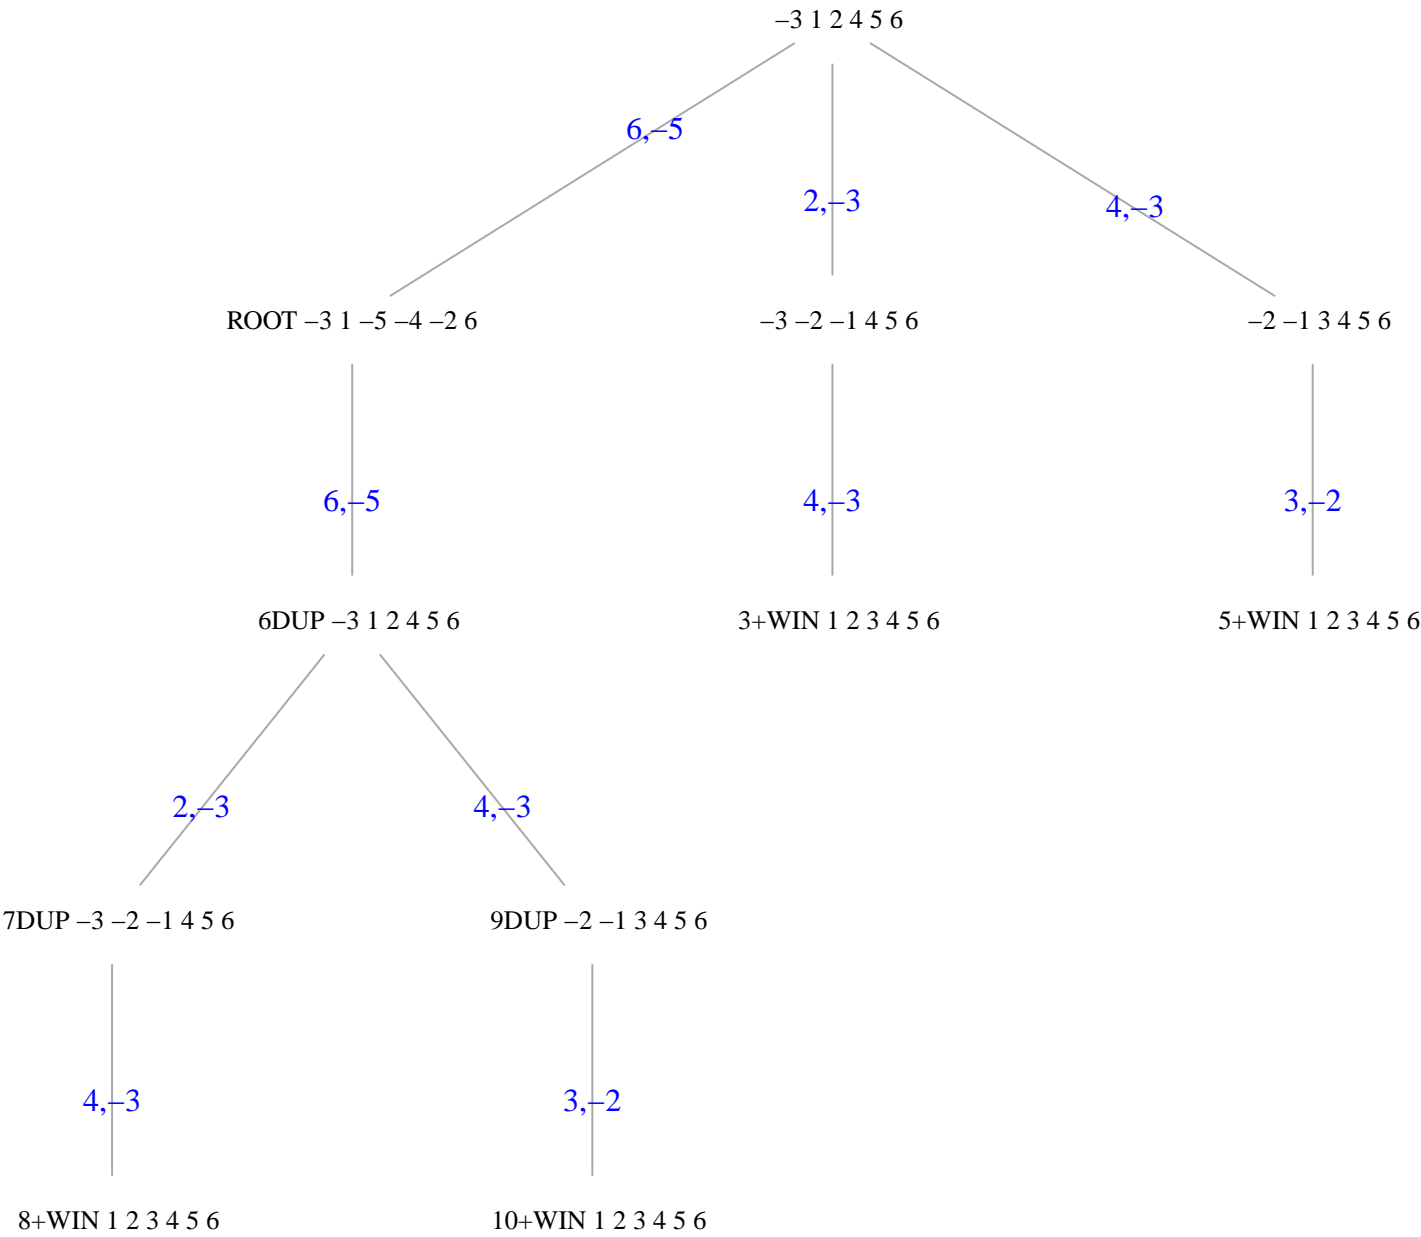 –3 1 2 4 5 6
6,–5
2,–3
4,–3
ROOT –3 1 –5 –4 –2 6
–3 –2 –1 4 5 6
–2 –1 3 4 5 6
6,–5
4,–3
3,–2
6DUP –3 1 2 4 5 6
3+WIN 1 2 3 4 5 6
5+WIN 1 2 3 4 5 6
2,–3
4,–3
7DUP –3 –2 –1 4 5 6
9DUP –2 –1 3 4 5 6
4,–3
3,–2
8+WIN 1 2 3 4 5 6
10+WIN 1 2 3 4 5 6